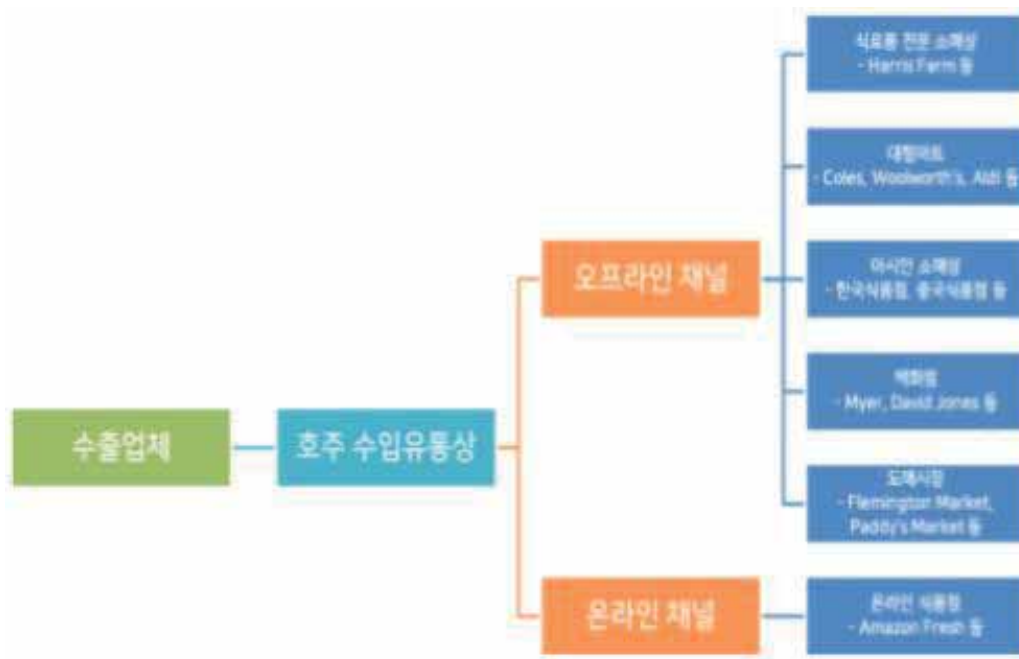 수출업체
호주 수입유통상
오프라인 채널
온라인 채널
식료품 전문 소매상
- Harris Farm 등
대형마트
- Coles, Woolworth's, Aldi 등
아시안 소매상
- 한국식품점, 중국식품점 등
백화점
- Myer, David Jones 등
도매시장
- Flemington Market,
Paddy's Market 등
온라인 식품점
- Amazon Fresh 등